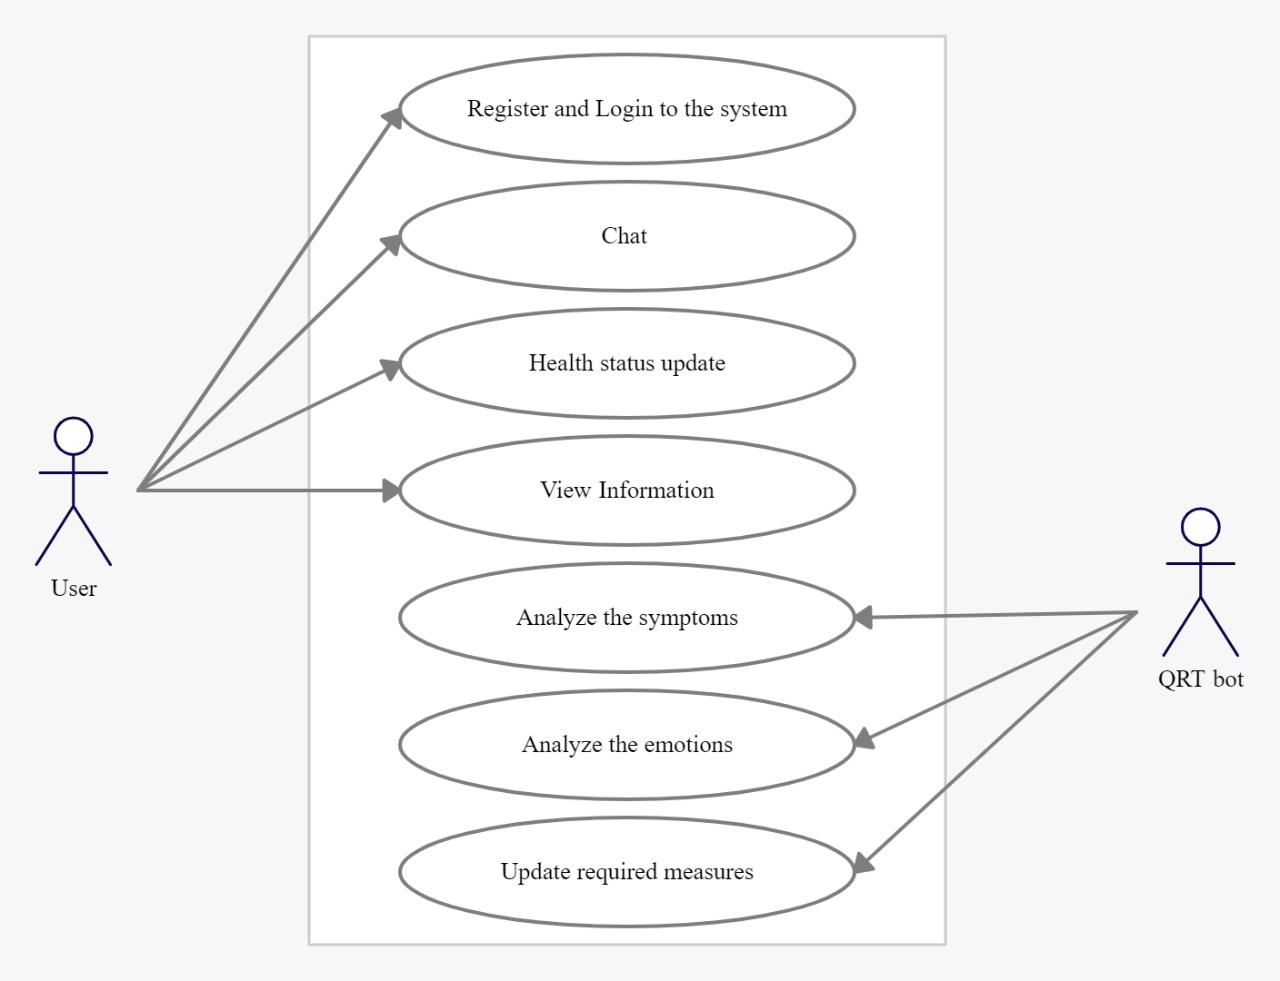 Register and Login to the system
Chat
Health status update
View Information
User
Analyze the symptoms
QRT bot
Analyze the emotions
Update required measures